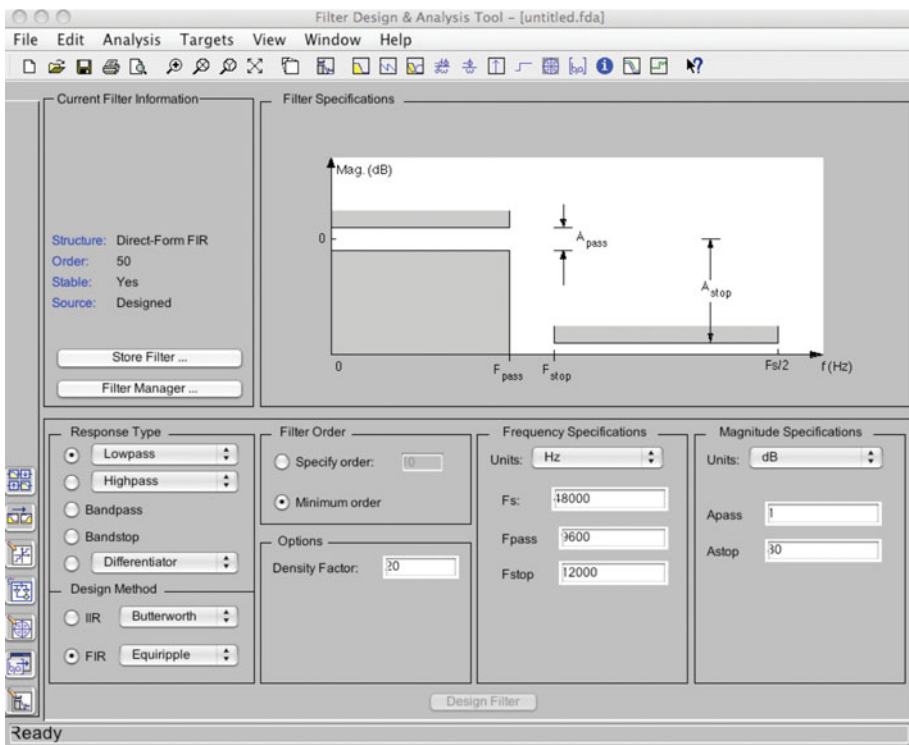 Filter Design & Analysis Tool - [untitled.fda]
File Edit Analysis Targets View Window Help
Current Filter Information
Structure: Direct-Form FIR
Order: 50
Stable: Yes
Source: Designed
Store Filter ...
Filter Manager ...
Filter Specifications
Mag. (dB)
0
A pass
A stop
0
F pass
F stop
Fs/2
f (Hz)
Response Type
Lowpass
Highpass
Bandpass
Bandstop
Differentiator
Design Method
IIR Butterworth
FIR Equiripple
Filter Order
Specify order: 10
Minimum order
Options
Density Factor: 20
Frequency Specifications
Units: Hz
Fs: 48000
Fpass 9600
Fstop 12000
Magnitude Specifications
Units: dB
Apass 1
Astop 80
Design Filter
Ready